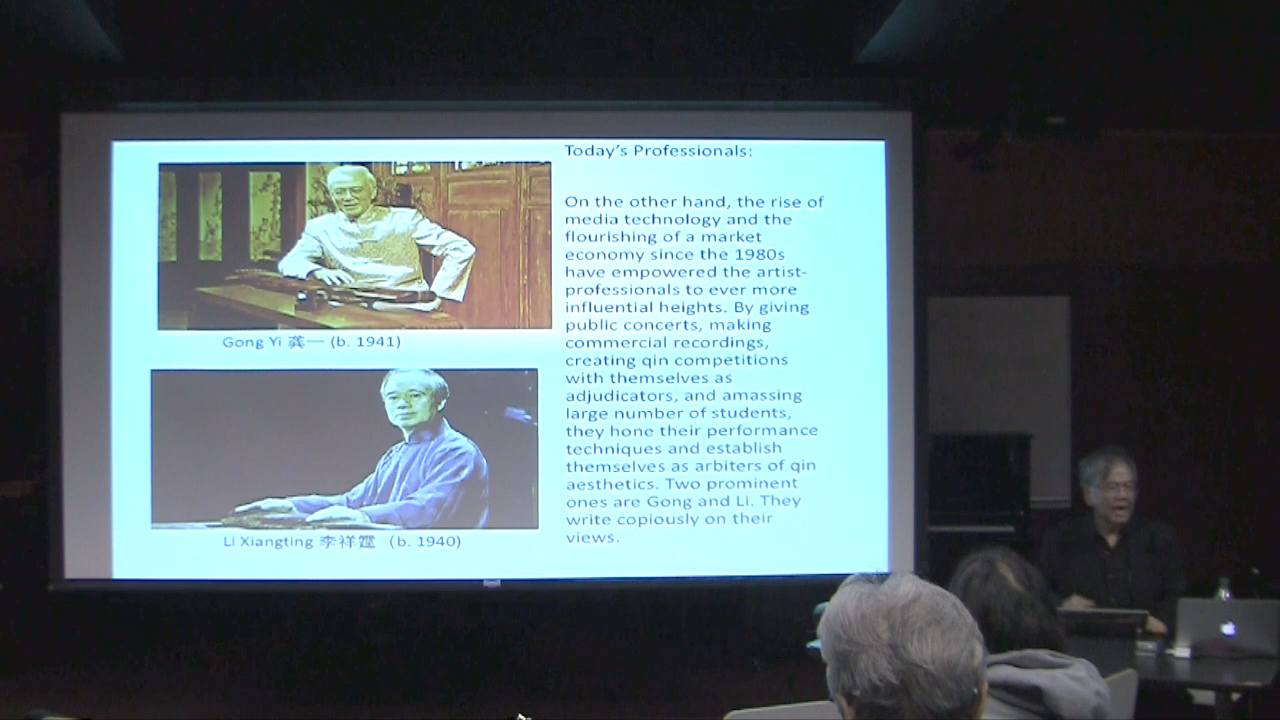 Today's Professionals:
On the other hand, the rise of
media technology and the
flourishing of a market
economy since the 1980s
have empowered the artist-
professionals to ever more
influential heights. By giving
public concerts, making
commercial recordings,
creating qin competitions
with themselves as
adjudicators, and amassing
large number of students,
they hone their performance
techniques and establish
themselves as arbiters of qin
aesthetics. Two prominent
ones are Gong and Li. They
write copiously on their
views.
Gong Yi 龚一 (b. 1941)
Li Xiangting 李祥霆 (b. 1940)